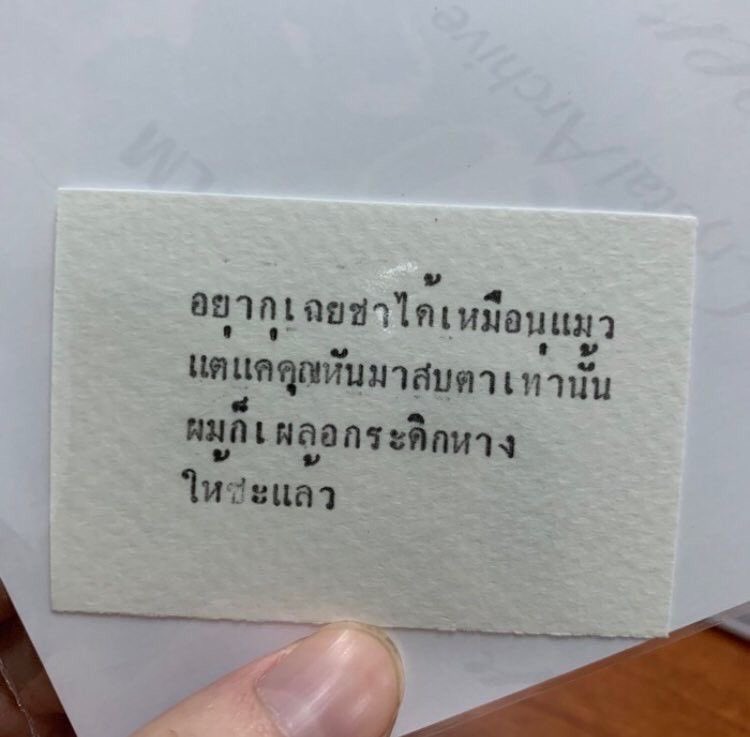 อยากเฉยชาได้เหมือนแมว
แต่แค่คุณหันมาสบตาเท่านั้น
ผมก็เผลอกระดิกหาง
ให้ซะแล้ว
Crystal Archive